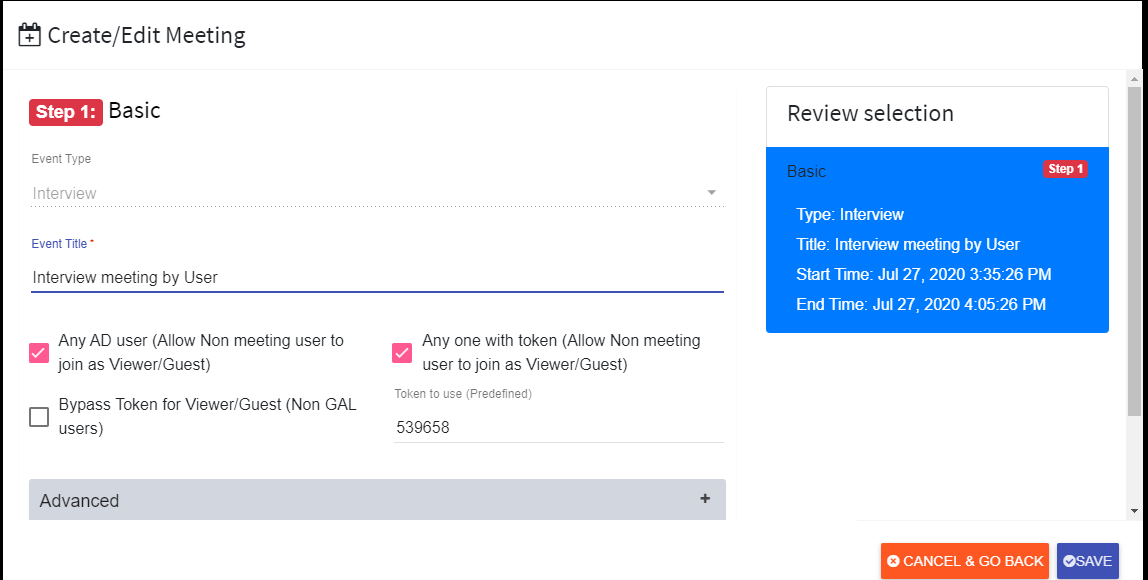 Create/Edit Meeting
Step 1: Basic
Event Type
Interview
Event Title *
Interview meeting by User
Any AD user (Allow Non meeting user to
join as Viewer/Guest)
Any one with token (Allow Non meeting
user to join as Viewer/Guest)
Bypass Token for Viewer/Guest (Non GAL
users)
Token to use (Predefined)
539658
Advanced +
Review selection
Basic Step 1
Type: Interview
Title: Interview meeting by User
Start Time: Jul 27, 2020 3:35:26 PM
End Time: Jul 27, 2020 4:05:26 PM
CANCEL & GO BACK
SAVE